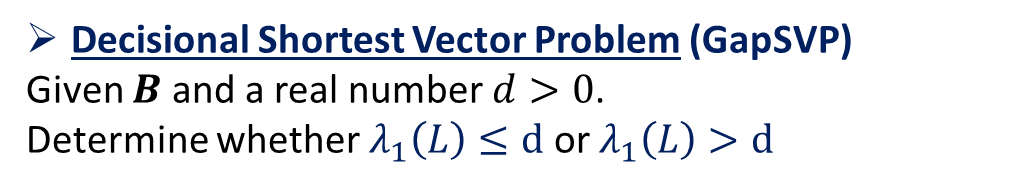 ➢ Decisional Shortest Vector Problem (GapSVP)
Given 𝑩 and a real number 𝑑 > 0.
Determine whether 𝜆₁(𝐿) ≤ d or 𝜆₁(𝐿) > d